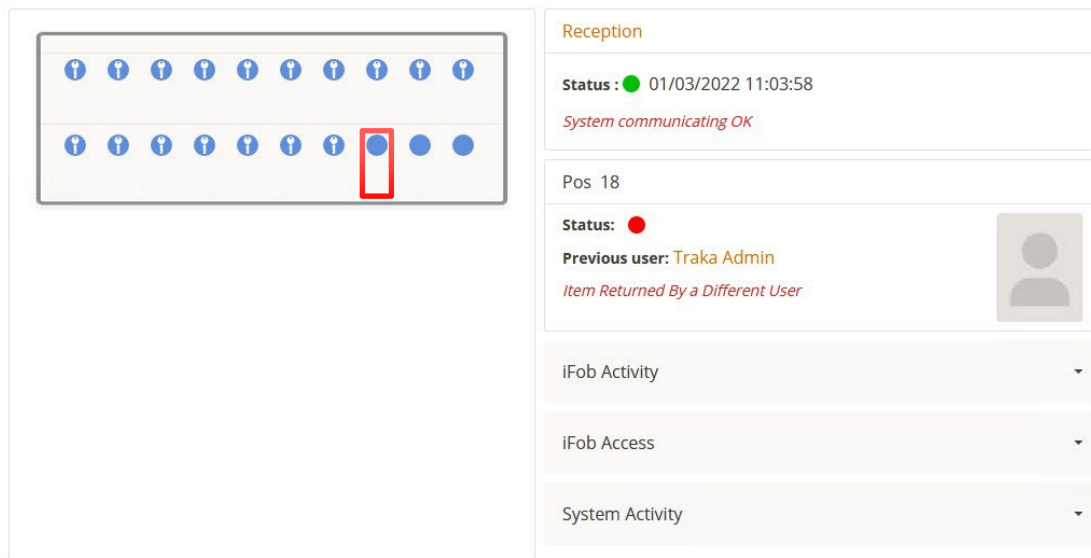 Reception
Status : 01/03/2022 11:03:58
System communicating OK
Pos 18
Status:
Previous user: Traka Admin
Item Returned By a Different User
iFob Activity
iFob Access
System Activity